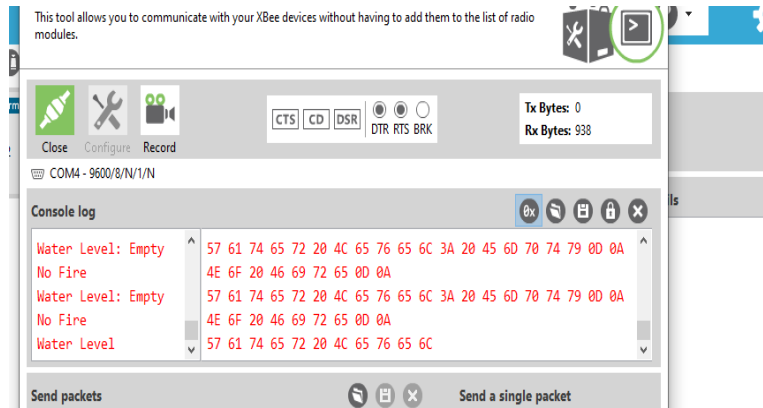 This tool allows you to communicate with your XBee devices without having to add them to the list of radio
modules.
CTS CD DSR DTR RTS BRK
Tx Bytes: 0
Rx Bytes: 938
Close Configure Record
COM4 - 9600/8/N/1/N
Console log
0x
Water Level: Empty 57 61 74 65 72 20 4C 65 76 65 6C 3A 20 45 6D 70 74 79 0D 0A
No Fire 4E 6F 20 46 69 72 65 0D 0A
Water Level: Empty 57 61 74 65 72 20 4C 65 76 65 6C 3A 20 45 6D 70 74 79 0D 0A
No Fire 4E 6F 20 46 69 72 65 0D 0A
Water Level 57 61 74 65 72 20 4C 65 76 65 6C
Send packets Send a single packet